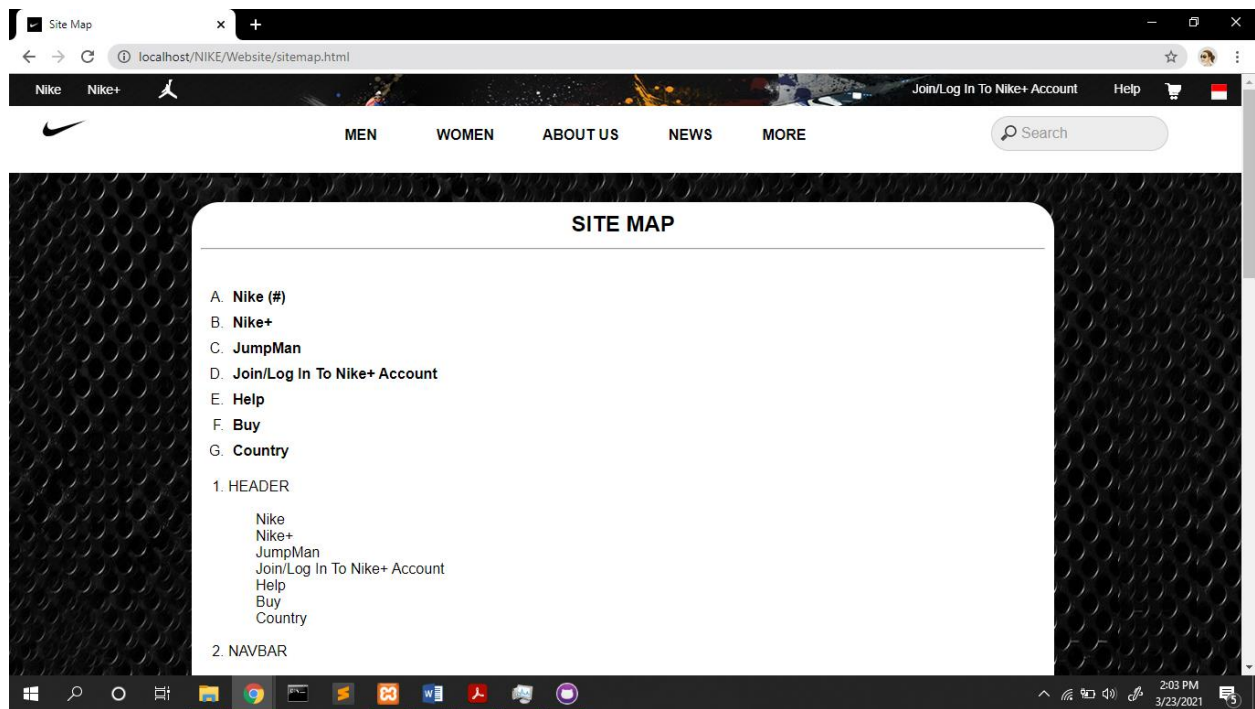 Site Map
localhost/NIKE/Website/sitemap.html
Nike Nike+ Join/Log In To Nike+ Account Help
MEN WOMEN ABOUT US NEWS MORE Search
SITE MAP
A. Nike (#)
B. Nike+
C. JumpMan
D. Join/Log In To Nike+ Account
E. Help
F. Buy
G. Country
1. HEADER
Nike
Nike+
JumpMan
Join/Log In To Nike+ Account
Help
Buy
Country
2. NAVBAR
2:03 PM
3/23/2021
5